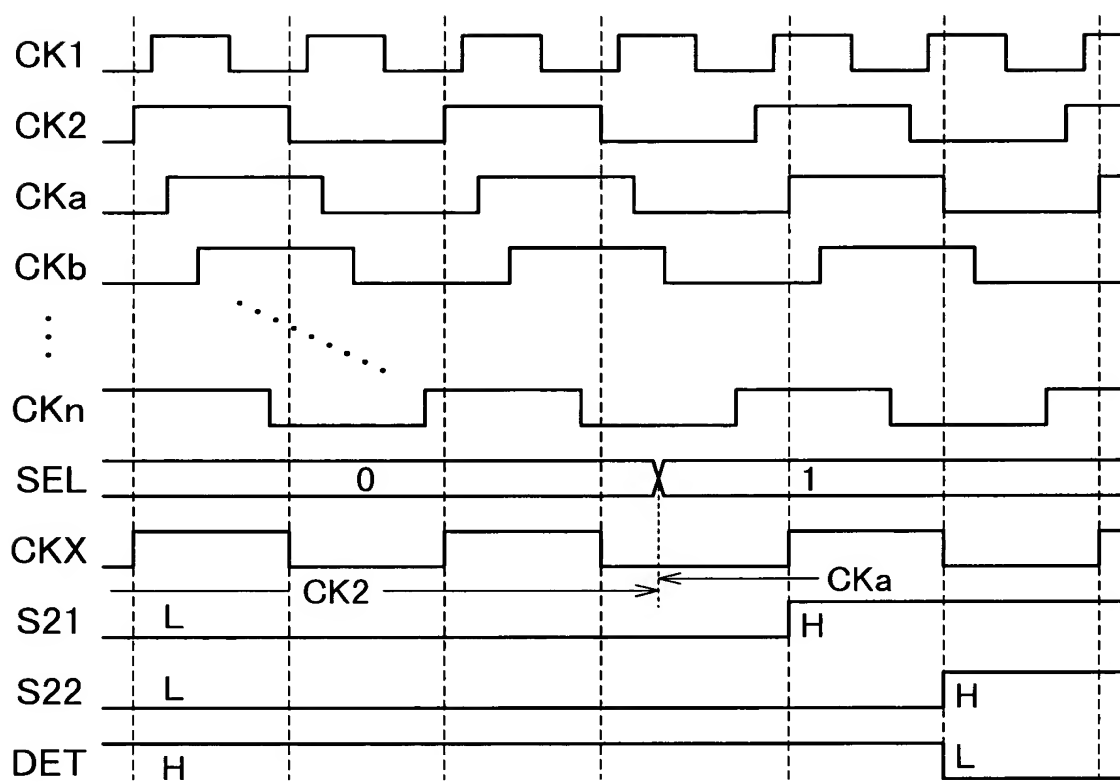 CK1
CK2
CKa
CKb
CKn
SEL 0 1
CKX
CK2 CKa
S21 L H
S22 L H
DET H L